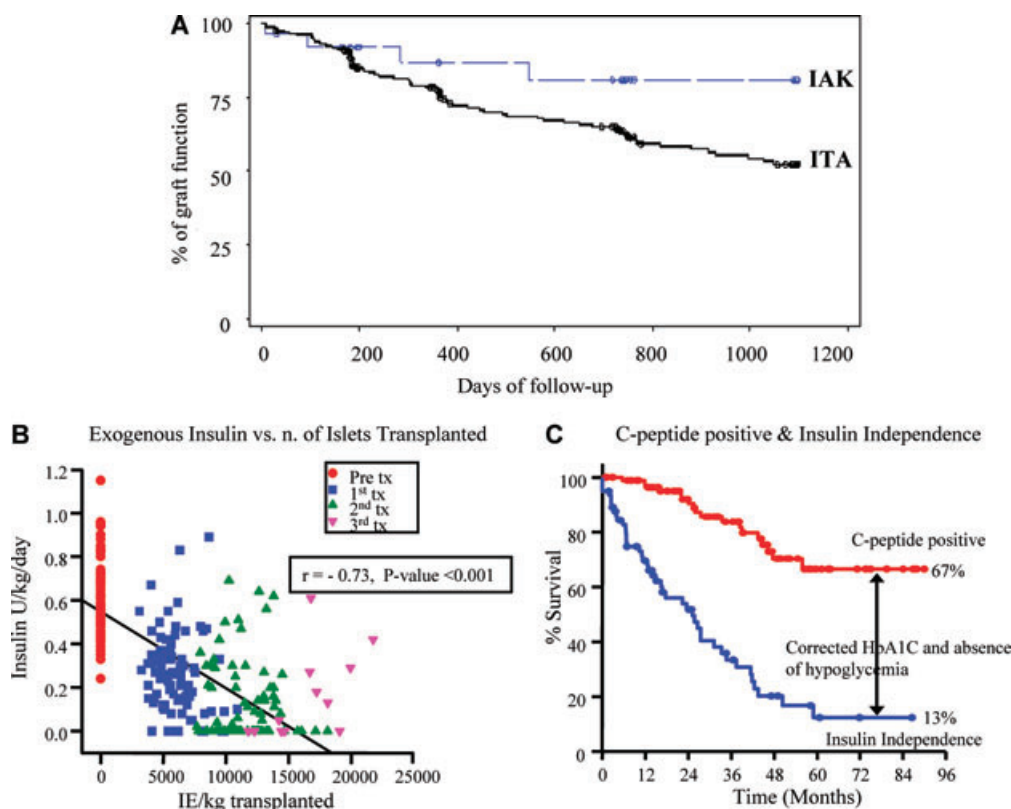 A
100
75
50
25
0
% of graft function
IAK
ITA
0 200 400 600 800 1000 1200
Days of follow-up
B
Exogenous Insulin vs. n. of Islets Transplanted
Pre tx
1st tx
2nd tx
3rd tx
r = - 0.73, P-value <0.001
1.2
1.0
0.8
0.6
0.4
0.2
0.0
Insulin U/kg/day
0 5000 10000 15000 20000 25000
IE/kg transplanted
C
C-peptide positive & Insulin Independence
100
80
60
40
20
0
% Survival
C-peptide positive
67%
Corrected HbA1C and absence
of hypoglycemia
13%
Insulin Independence
0 12 24 36 48 60 72 84 96
Time (Months)